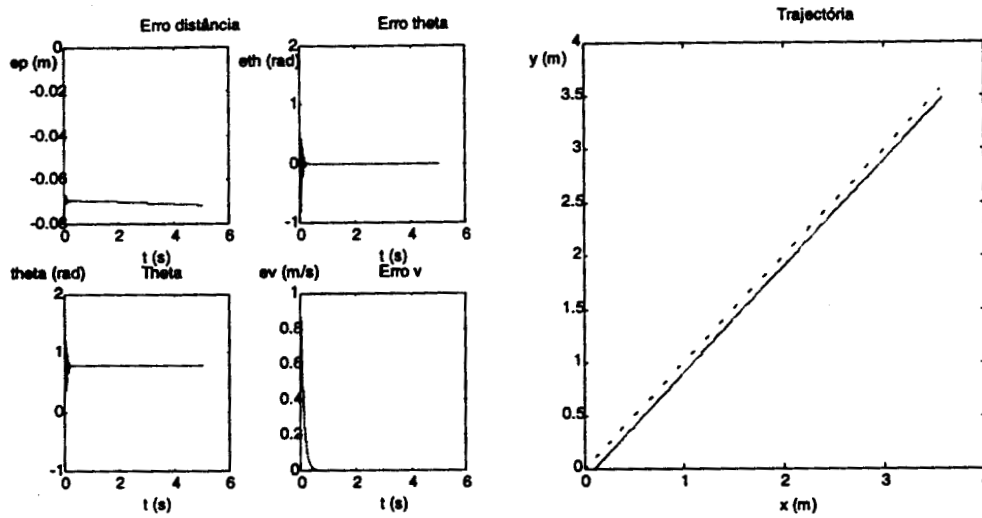 Erro distância
ep (m)
0
-0.02
-0.04
-0.06
-0.08
0 2 4 6
t (s)
Erro theta
eth (rad)
2
1
0
-1
0 2 4 6
t (s)
theta (rad)
Theta
2
1
0
-1
0 2 4 6
t (s)
ev (m/s)
Erro v
1
0.8
0.6
0.4
0.2
0
0 2 4 6
t (s)
Trajectória
y (m)
4
3.5
3
2.5
2
1.5
1
0.5
0
0 1 2 3 4
x (m)